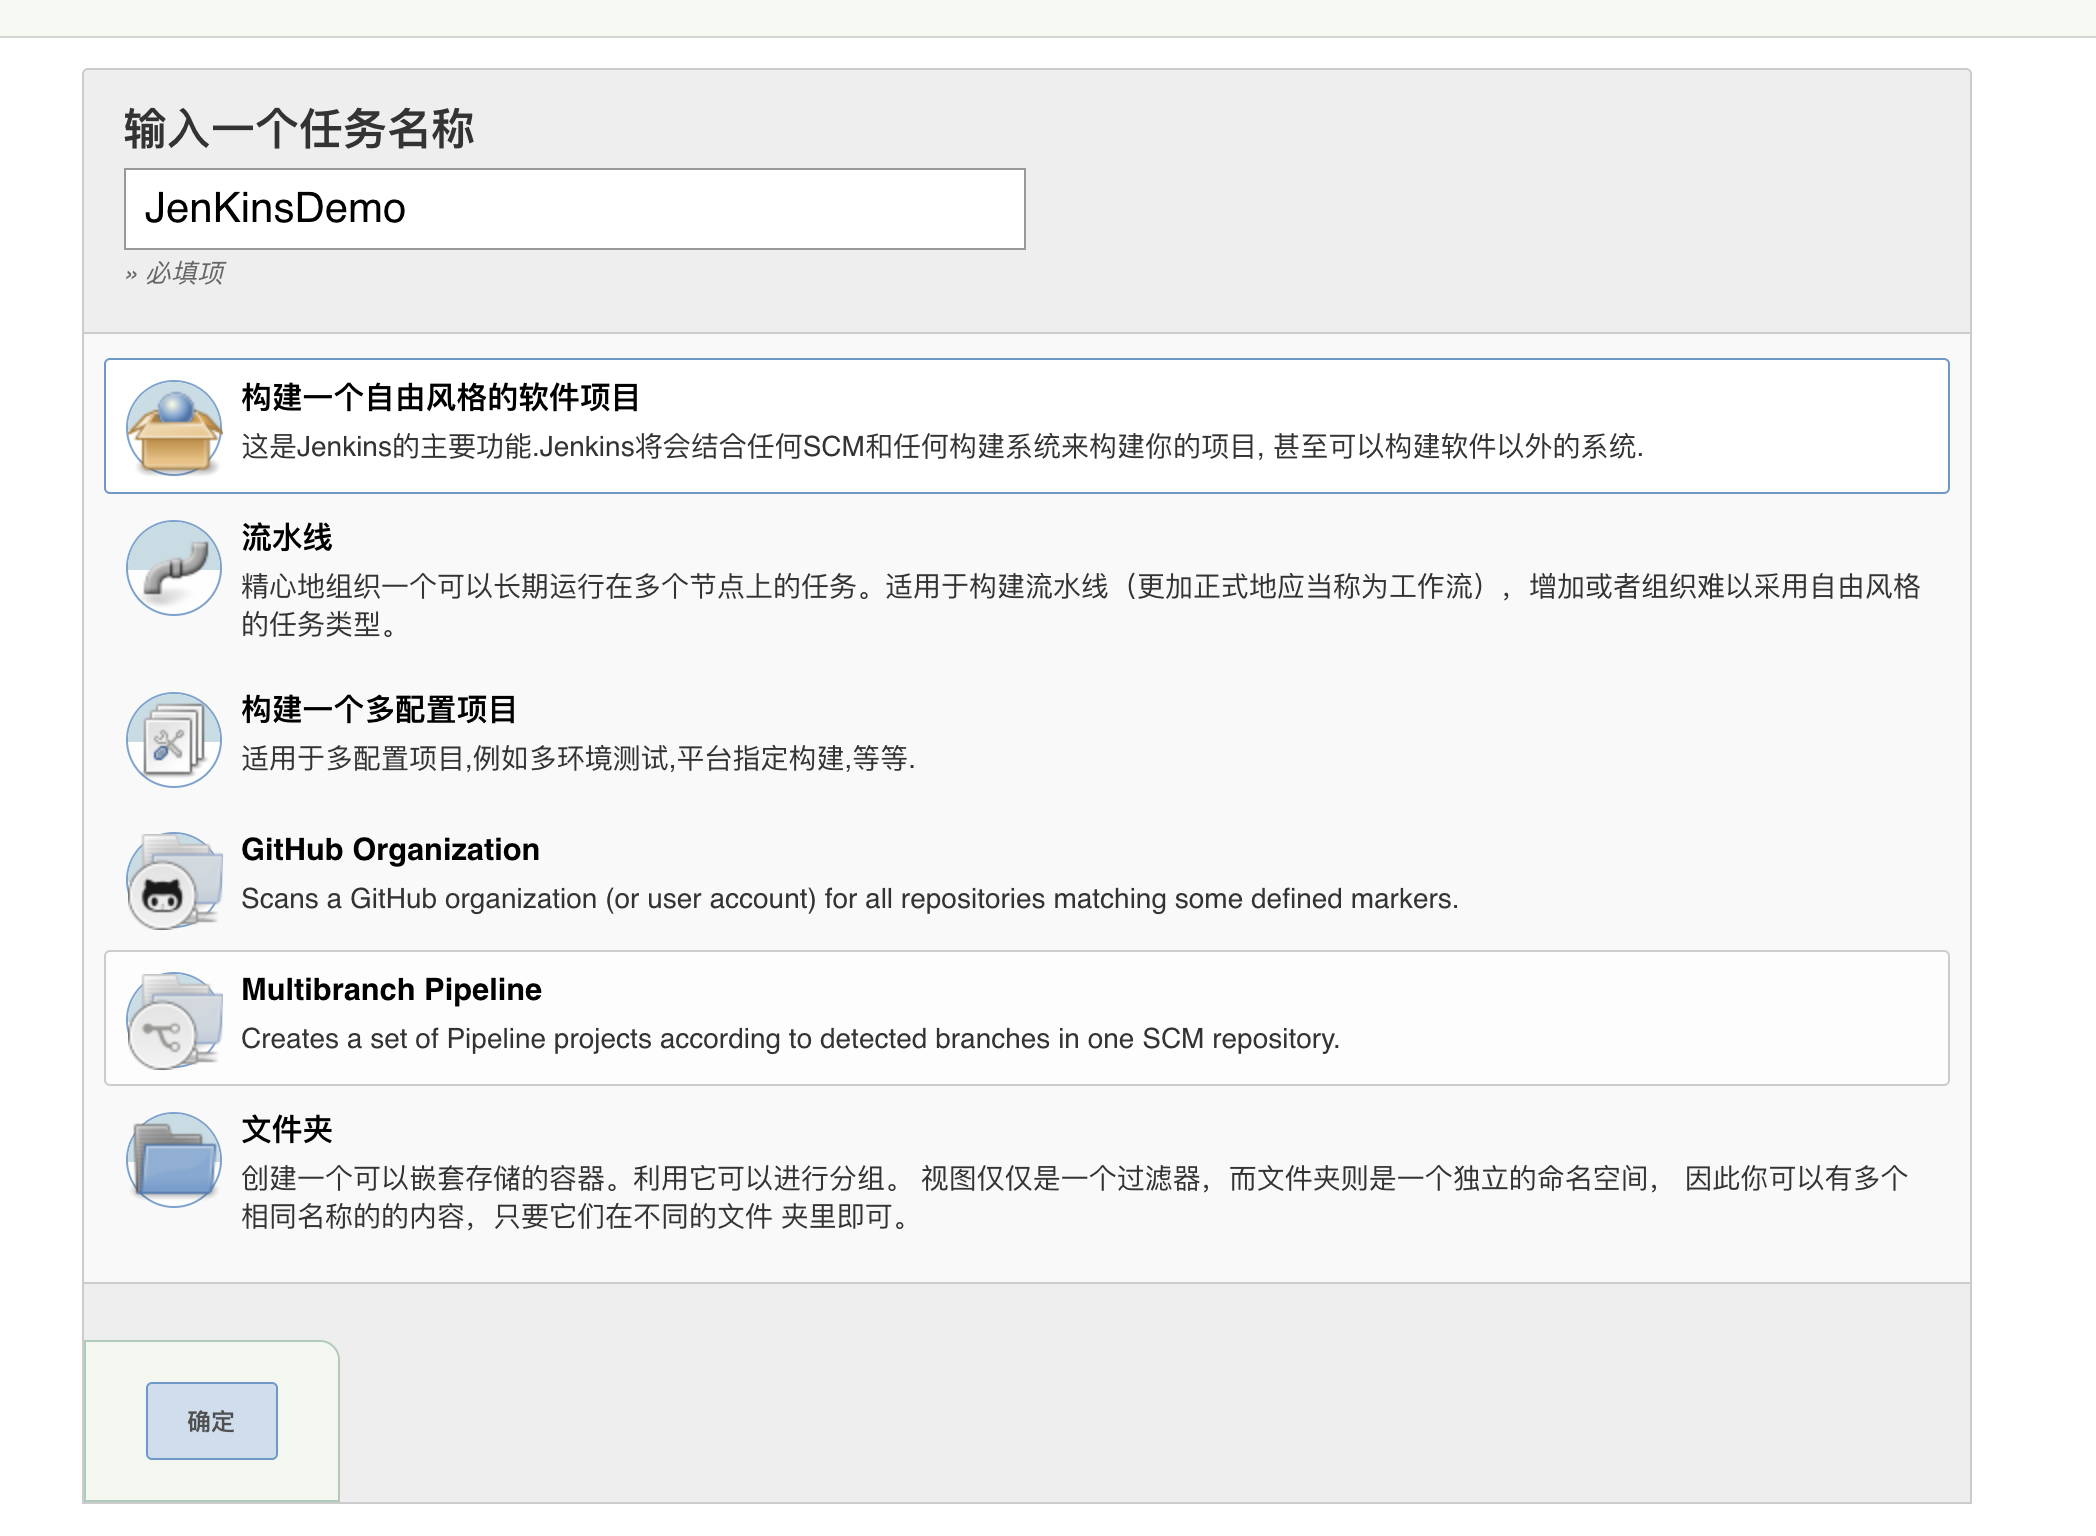 输入一个任务名称
JenKinsDemo
» 必填项
构建一个自由风格的软件项目
这是Jenkins的主要功能.Jenkins将会结合任何SCM和任何构建系统来构建你的项目, 甚至可以构建软件以外的系统.
流水线
精心地组织一个可以长期运行在多个节点上的任务。适用于构建流水线（更加正式地应当称为工作流），增加或者组织难以采用自由风格
的任务类型。
构建一个多配置项目
适用于多配置项目,例如多环境测试,平台指定构建,等等.
GitHub Organization
Scans a GitHub organization (or user account) for all repositories matching some defined markers.
Multibranch Pipeline
Creates a set of Pipeline projects according to detected branches in one SCM repository.
文件夹
创建一个可以嵌套存储的容器。利用它可以进行分组。 视图仅仅是一个过滤器，而文件夹则是一个独立的命名空间， 因此你可以有多个
相同名称的的内容，只要它们在不同的文件 夹里即可。
确定